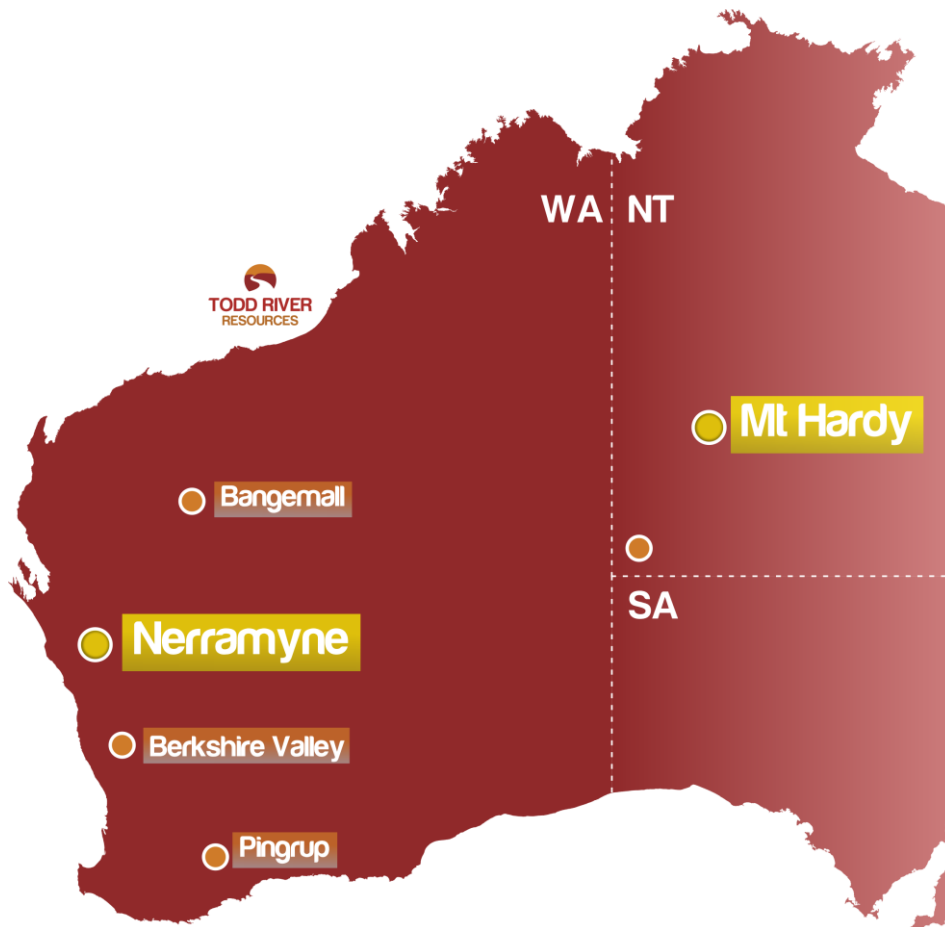 WA
NT
TODD RIVER
RESOURCES
Mt Hardy
Bangemall
SA
Nerramyne
Berkshire Valley
Pingrup